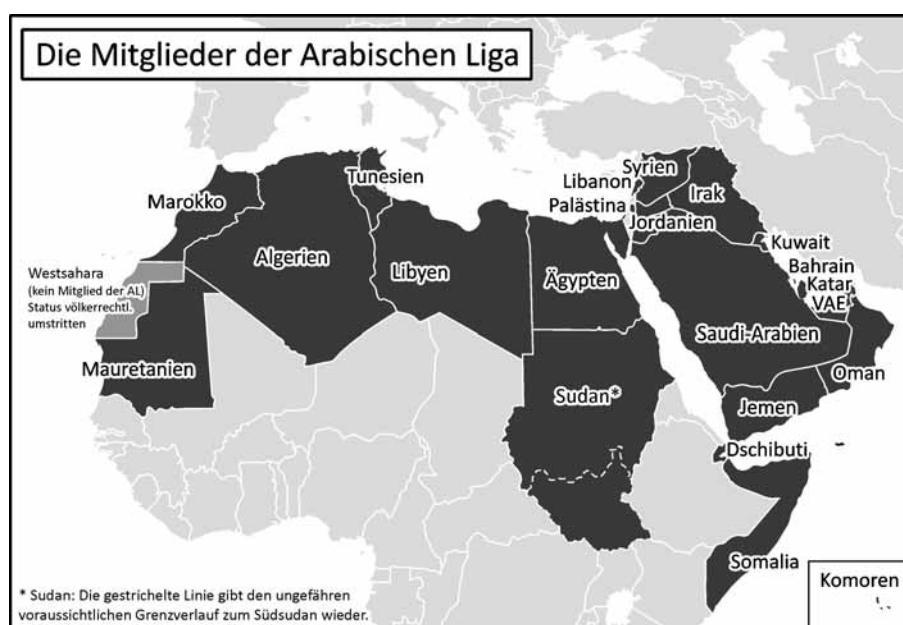 Die Mitglieder der Arabischen Liga
Syrien
Tunesien
Libanon
Irak
Marokko
Palästina
Jordanien
Kuwait
Algerien
Libyen
Ägypten
Bahrain
Katar
VAE
Westsahara
(kein Mitglied der AL)
Status völkerrechtl.
umstritten
Saudi-Arabien
Mauretanien
Oman
Sudan*
Jemen
Dschibuti
Somalia
Komoren
* Sudan: Die gestrichelte Linie gibt den ungefähren
voraussichtlichen Grenzverlauf zum Südsudan wieder.